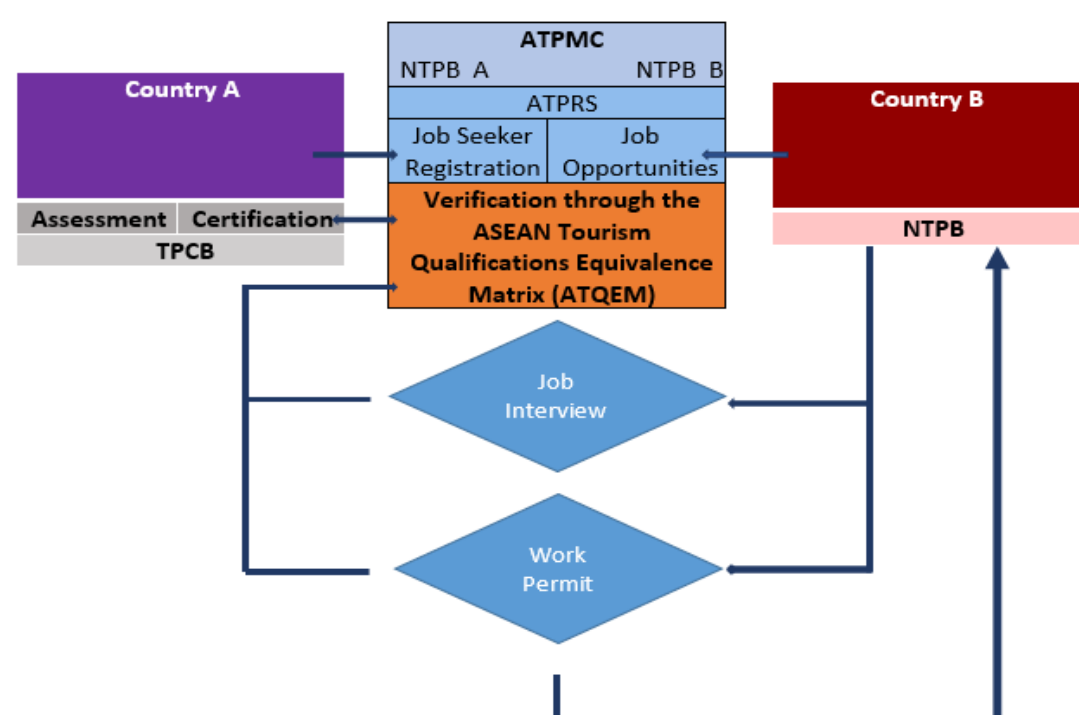 ATPMC
NTPB A NTPB B
Country A
Country B
ATPRS
Job Seeker
Registration
Job
Opportunities
Verification through the
ASEAN Tourism
Qualifications Equivalence
Matrix (ATQEM)
Assessment
Certification
TPCB
NTPB
Job
Interview
Work
Permit